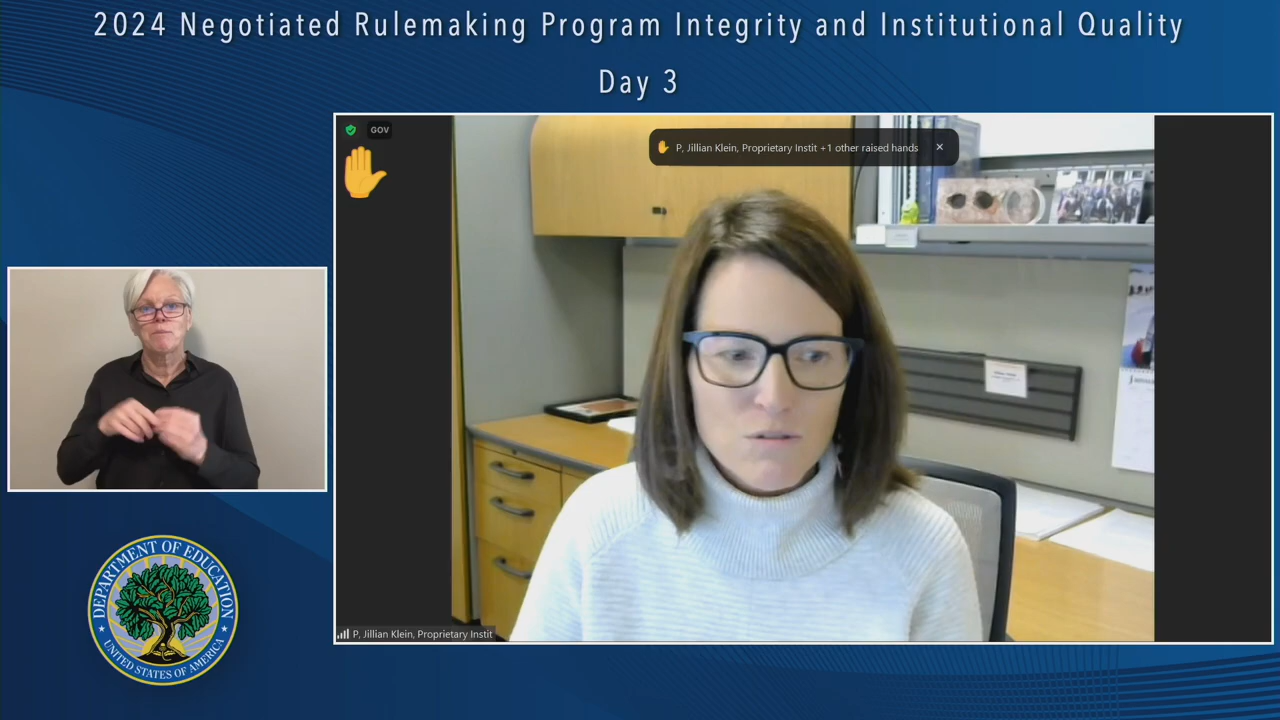 2024 Negotiated Rulemaking Program Integrity and Institutional Quality
Day 3
GOV
P, Jillian Klein, Proprietary Instit +1 other raised hands
P, Jillian Klein, Proprietary Instit
DEPARTMENT OF EDUCATION
UNITED STATES OF AMERICA